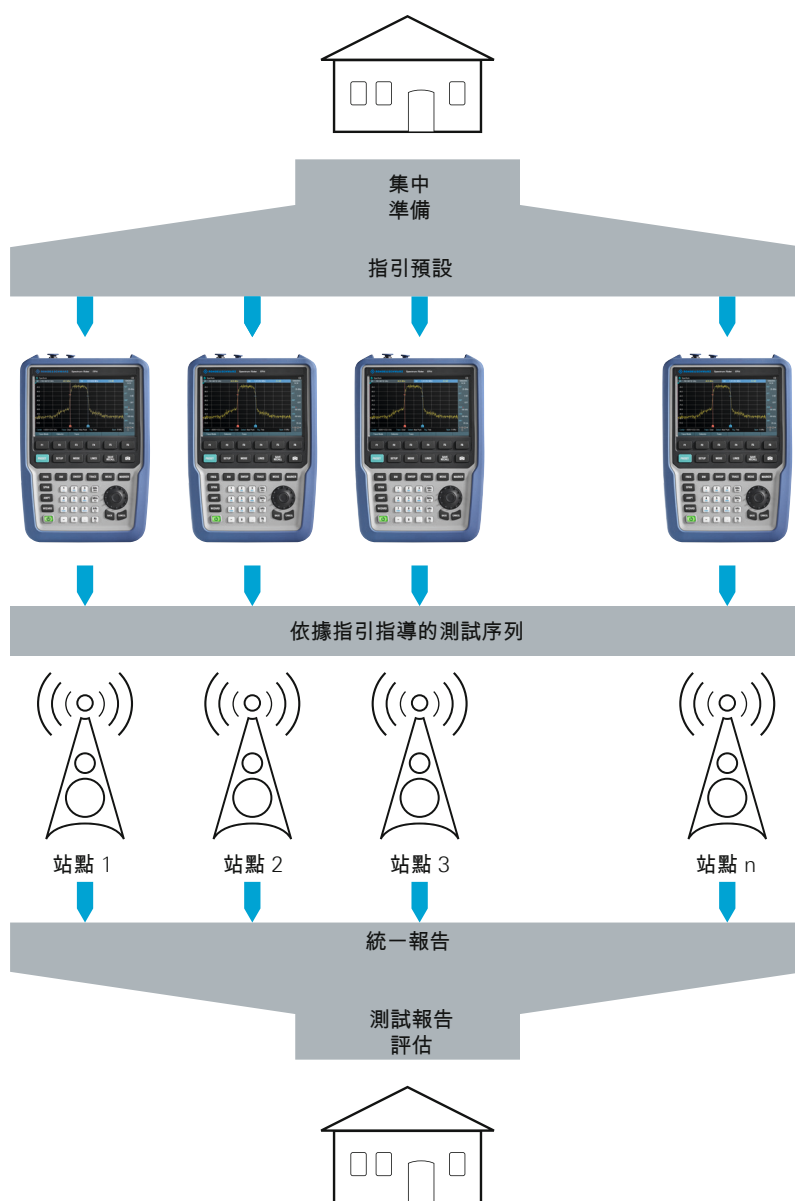 集中
準備
指引預設
依據指引指導的測試序列
站點 1
站點 2
站點 3
站點 n
統一報告
測試報告
評估